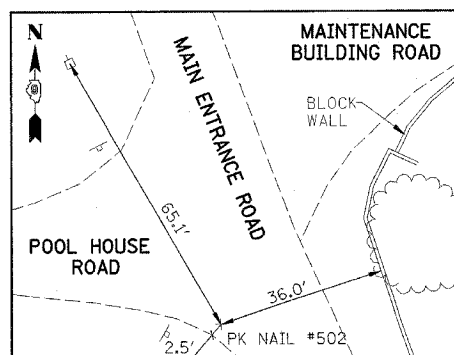 N
MAIN ENTRANCE ROAD
MAINTENANCE
BUILDING ROAD
BLOCK
WALL
65.1'
POOL HOUSE
ROAD
36.0'
PK NAIL #502
2.5'